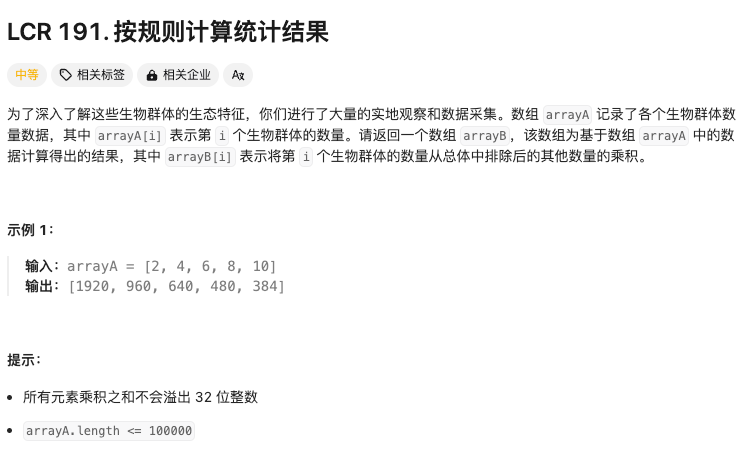 LCR 191. 按规则计算统计结果
中等 相关标签 相关企业 Aあ
为了深入了解这些生物群体的生态特征，你们进行了大量的实地观察和数据采集。数组 arrayA 记录了各个生物群体数
量数据，其中 arrayA[i] 表示第 i 个生物群体的数量。请返回一个数组 arrayB，该数组为基于数组 arrayA 中的数
据计算得出的结果，其中 arrayB[i] 表示将第 i 个生物群体的数量从总体中排除后的其他数量的乘积。
示例 1：
输入：arrayA = [2, 4, 6, 8, 10]
输出：[1920, 960, 640, 480, 384]
提示：
• 所有元素乘积之和不会溢出 32 位整数
• arrayA.length <= 100000